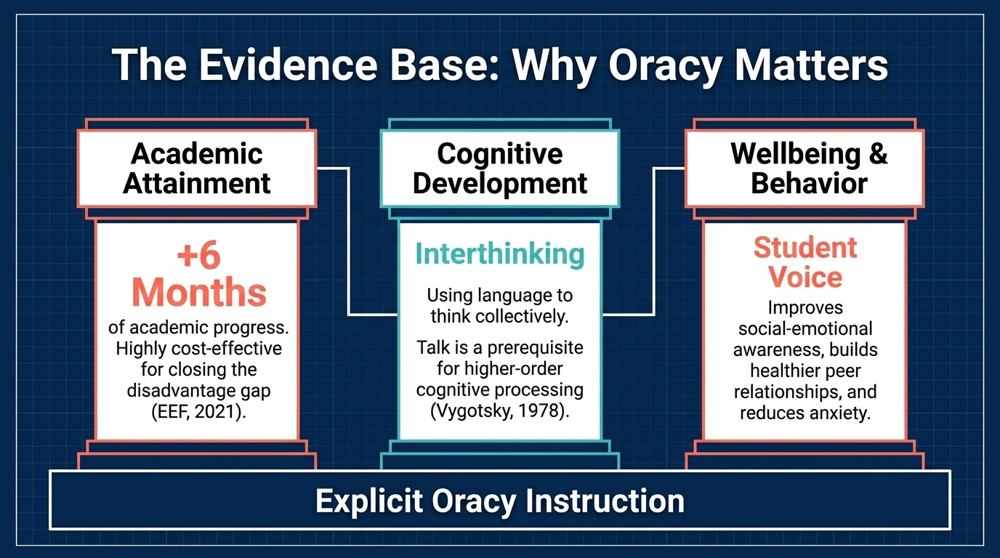 The Evidence Base: Why Oracy Matters
Academic
Attainment
+6
Months
of academic progress.
Highly cost-effective
for closing the
disadvantage gap
(EEF, 2021).
Cognitive
Development
Interthinking
Using language to
think collectively.
Talk is a prerequisite
for higher-order
cognitive processing
(Vygotsky, 1978).
Wellbeing &
Behavior
Student
Voice
Improves
social-emotional
awareness, builds
healthier peer
relationships, and
reduces anxiety.
Explicit Oracy Instruction